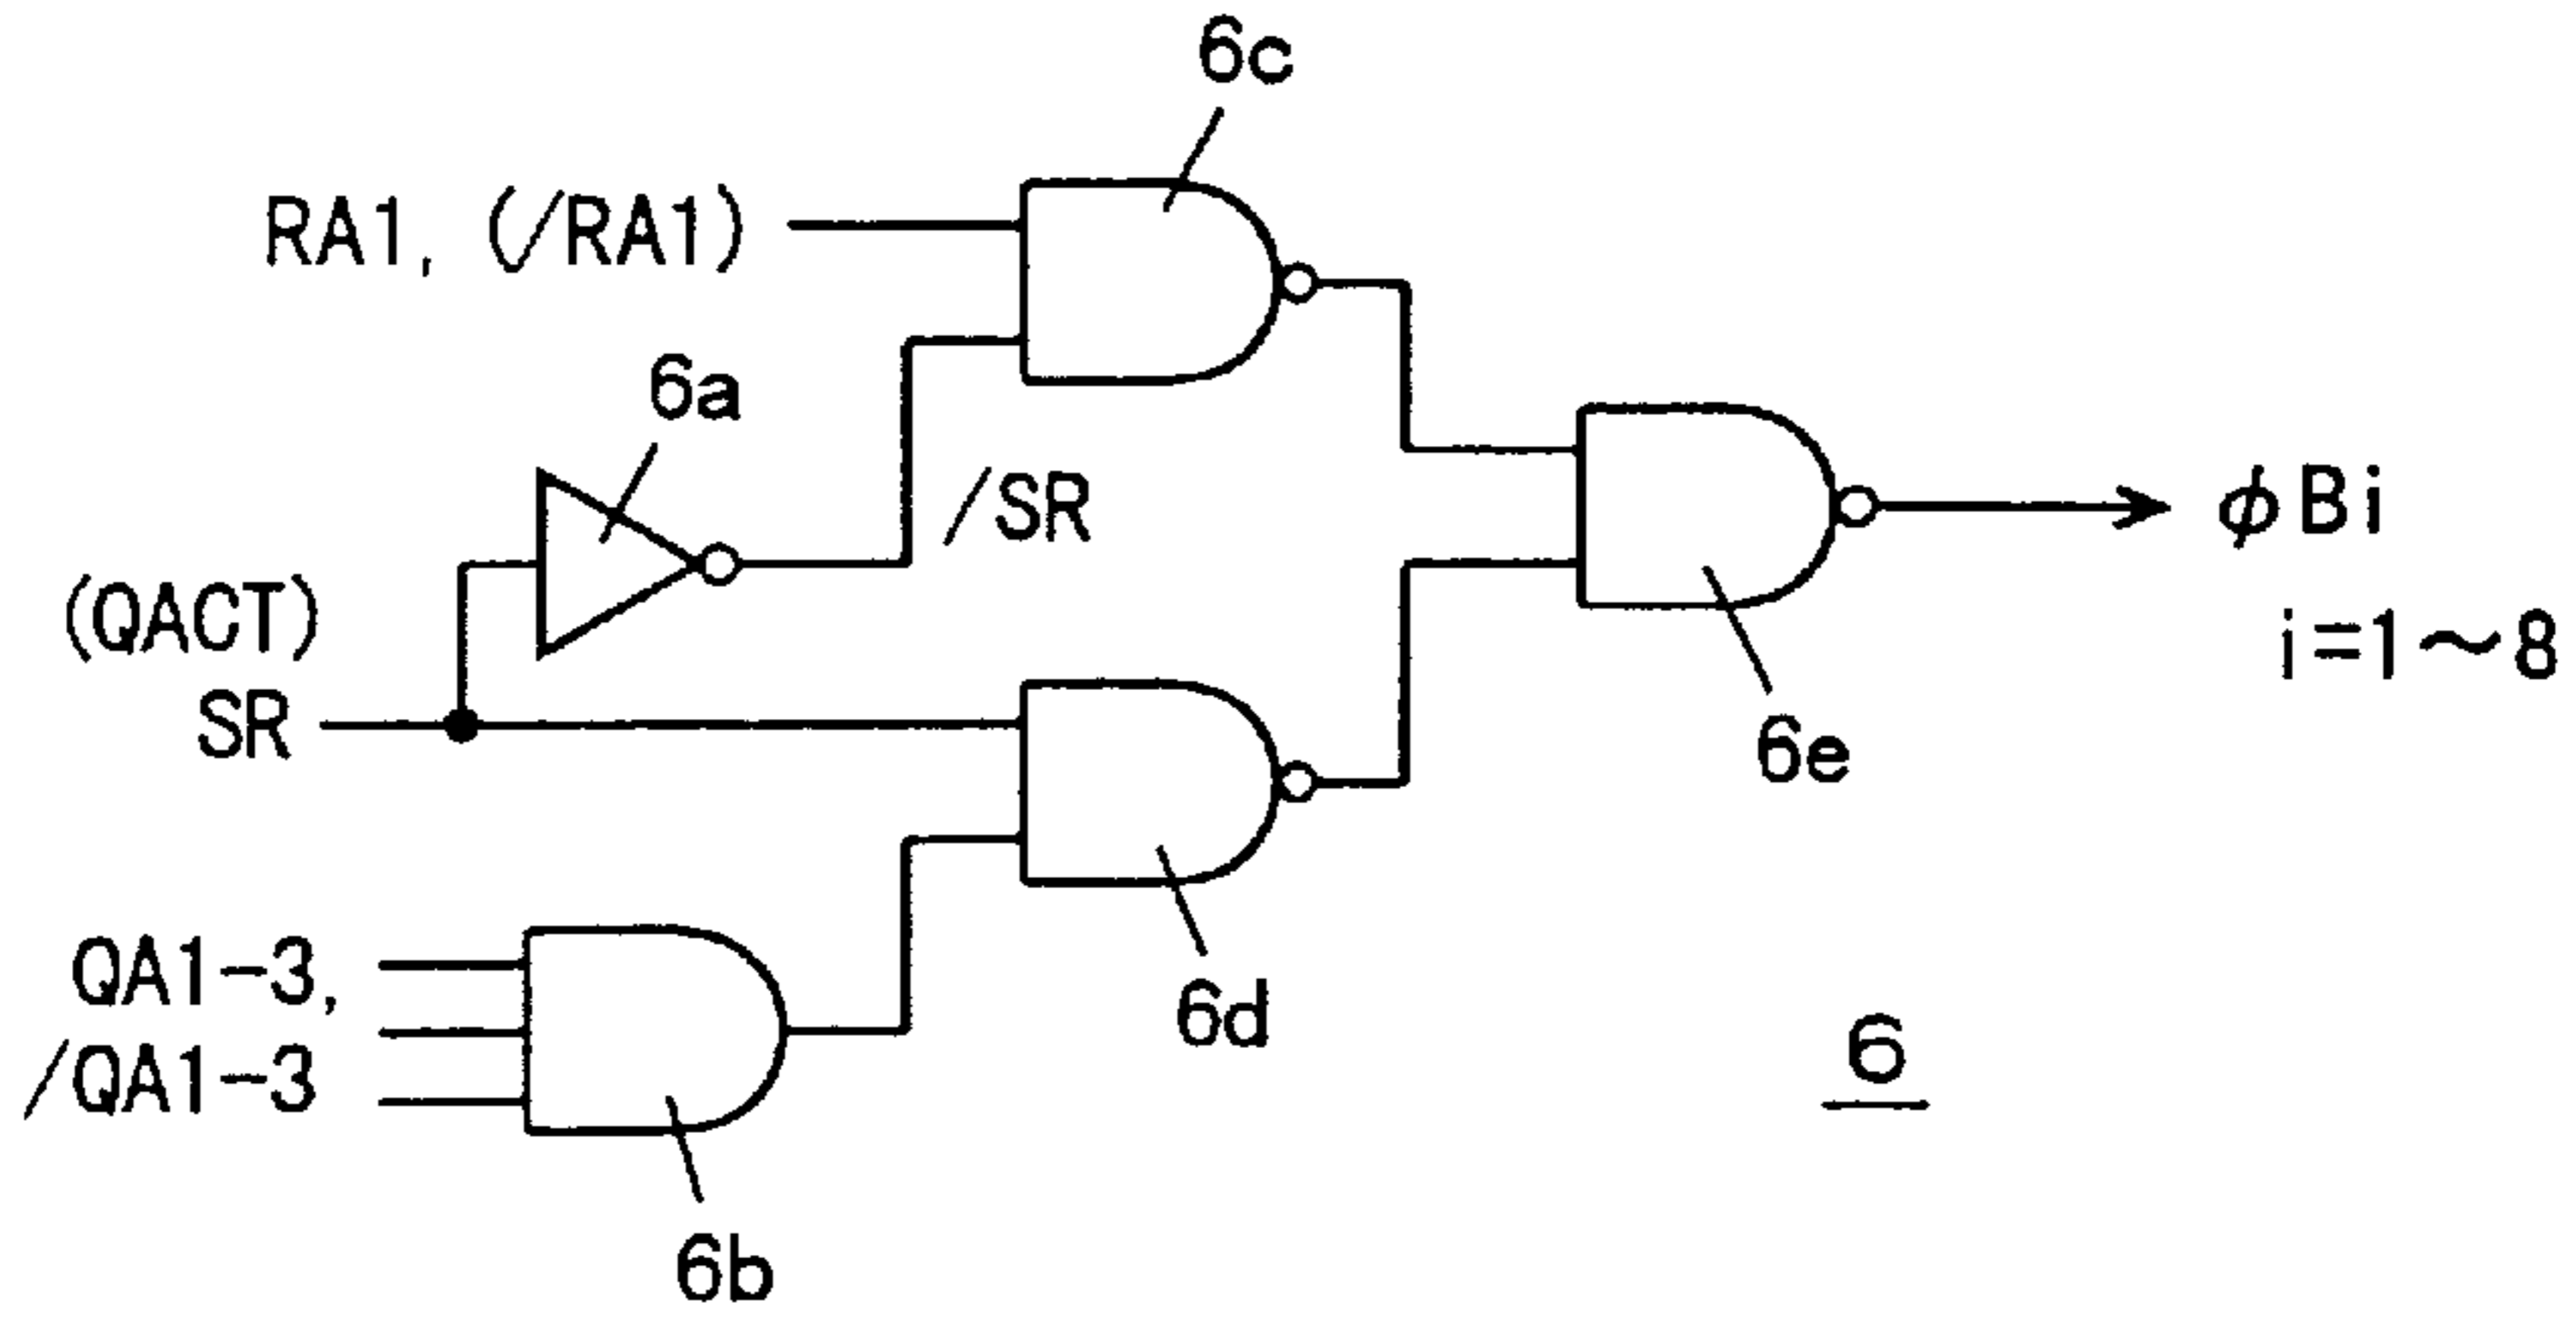 6c
RA1, (/RA1)
6a
/SR
φBi
(QACT)
i=1~8
SR
6e
QA1-3,
6d
/QA1-3
6
6b